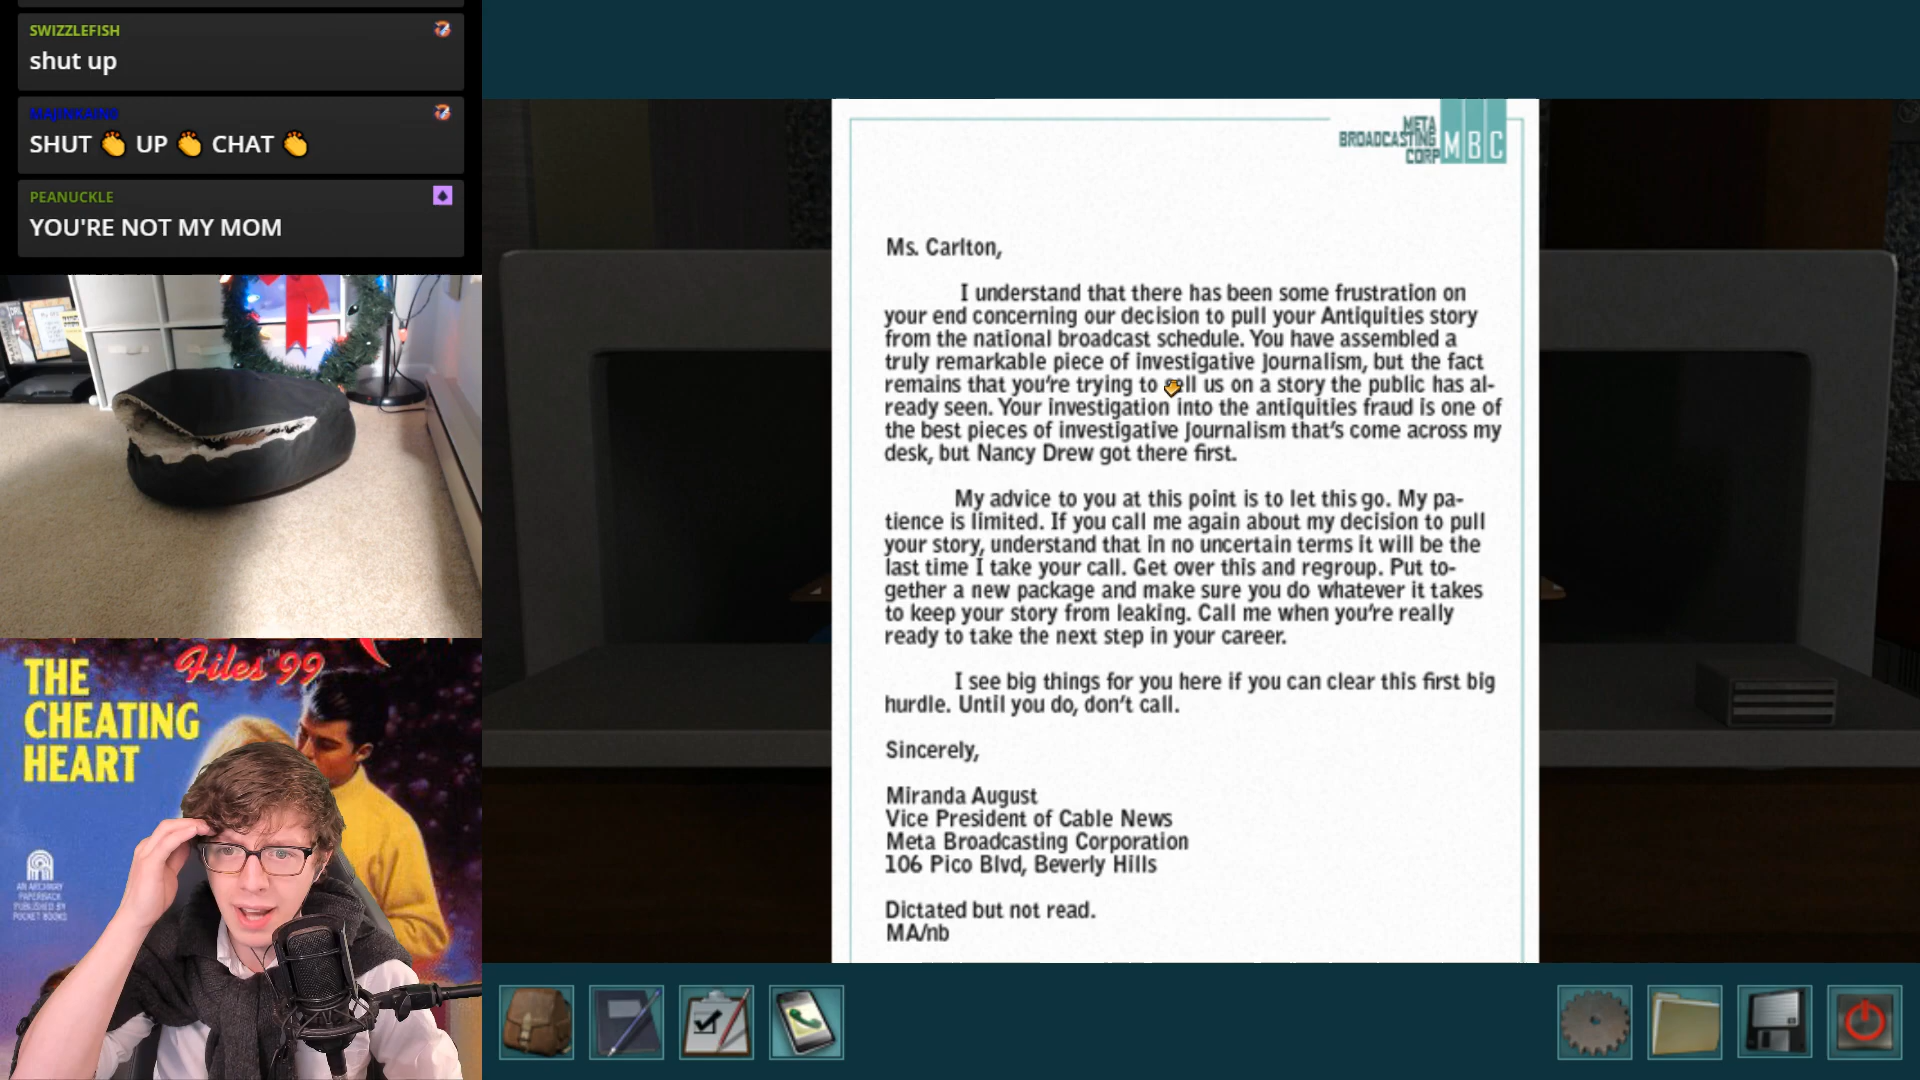 SWIZZLEFISH
shut up
SHUT 👏 UP 👏 CHAT 👏
PEANUCKLE
YOU'RE NOT MY MOM
Files ™ 99
THE
CHEATING
HEART
AN ARCHWAY
PAPERBACK
PUBLISHED BY
POCKET BOOKS
META
BROADCASTING
CORP
MBC
Ms. Carlton,
I understand that there has been some frustration on
your end concerning our decision to pull your Antiquities story
from the national broadcast schedule. You have assembled a
truly remarkable piece of investigative journalism, but the fact
remains that you're trying to ll us on a story the public has al-
ready seen. Your investigation into the antiquities fraud is one of
the best pieces of investigative journalism that's come across my
desk, but Nancy Drew got there first.
My advice to you at this point is to let this go. My pa-
tience is limited. If you call me again about my decision to pull
your story, understand that in no uncertain terms it will be the
last time I take your call. Get over this and regroup. Put to-
gether a new package and make sure you do whatever it takes
to keep your story from leaking. Call me when you're really
ready to take the next step in your career.
I see big things for you here if you can clear this first big
hurdle. Until you do, don't call.
Sincerely,
Miranda August
Vice President of Cable News
Meta Broadcasting Corporation
106 Pico Blvd, Beverly Hills
Dictated but not read.
MA/nb